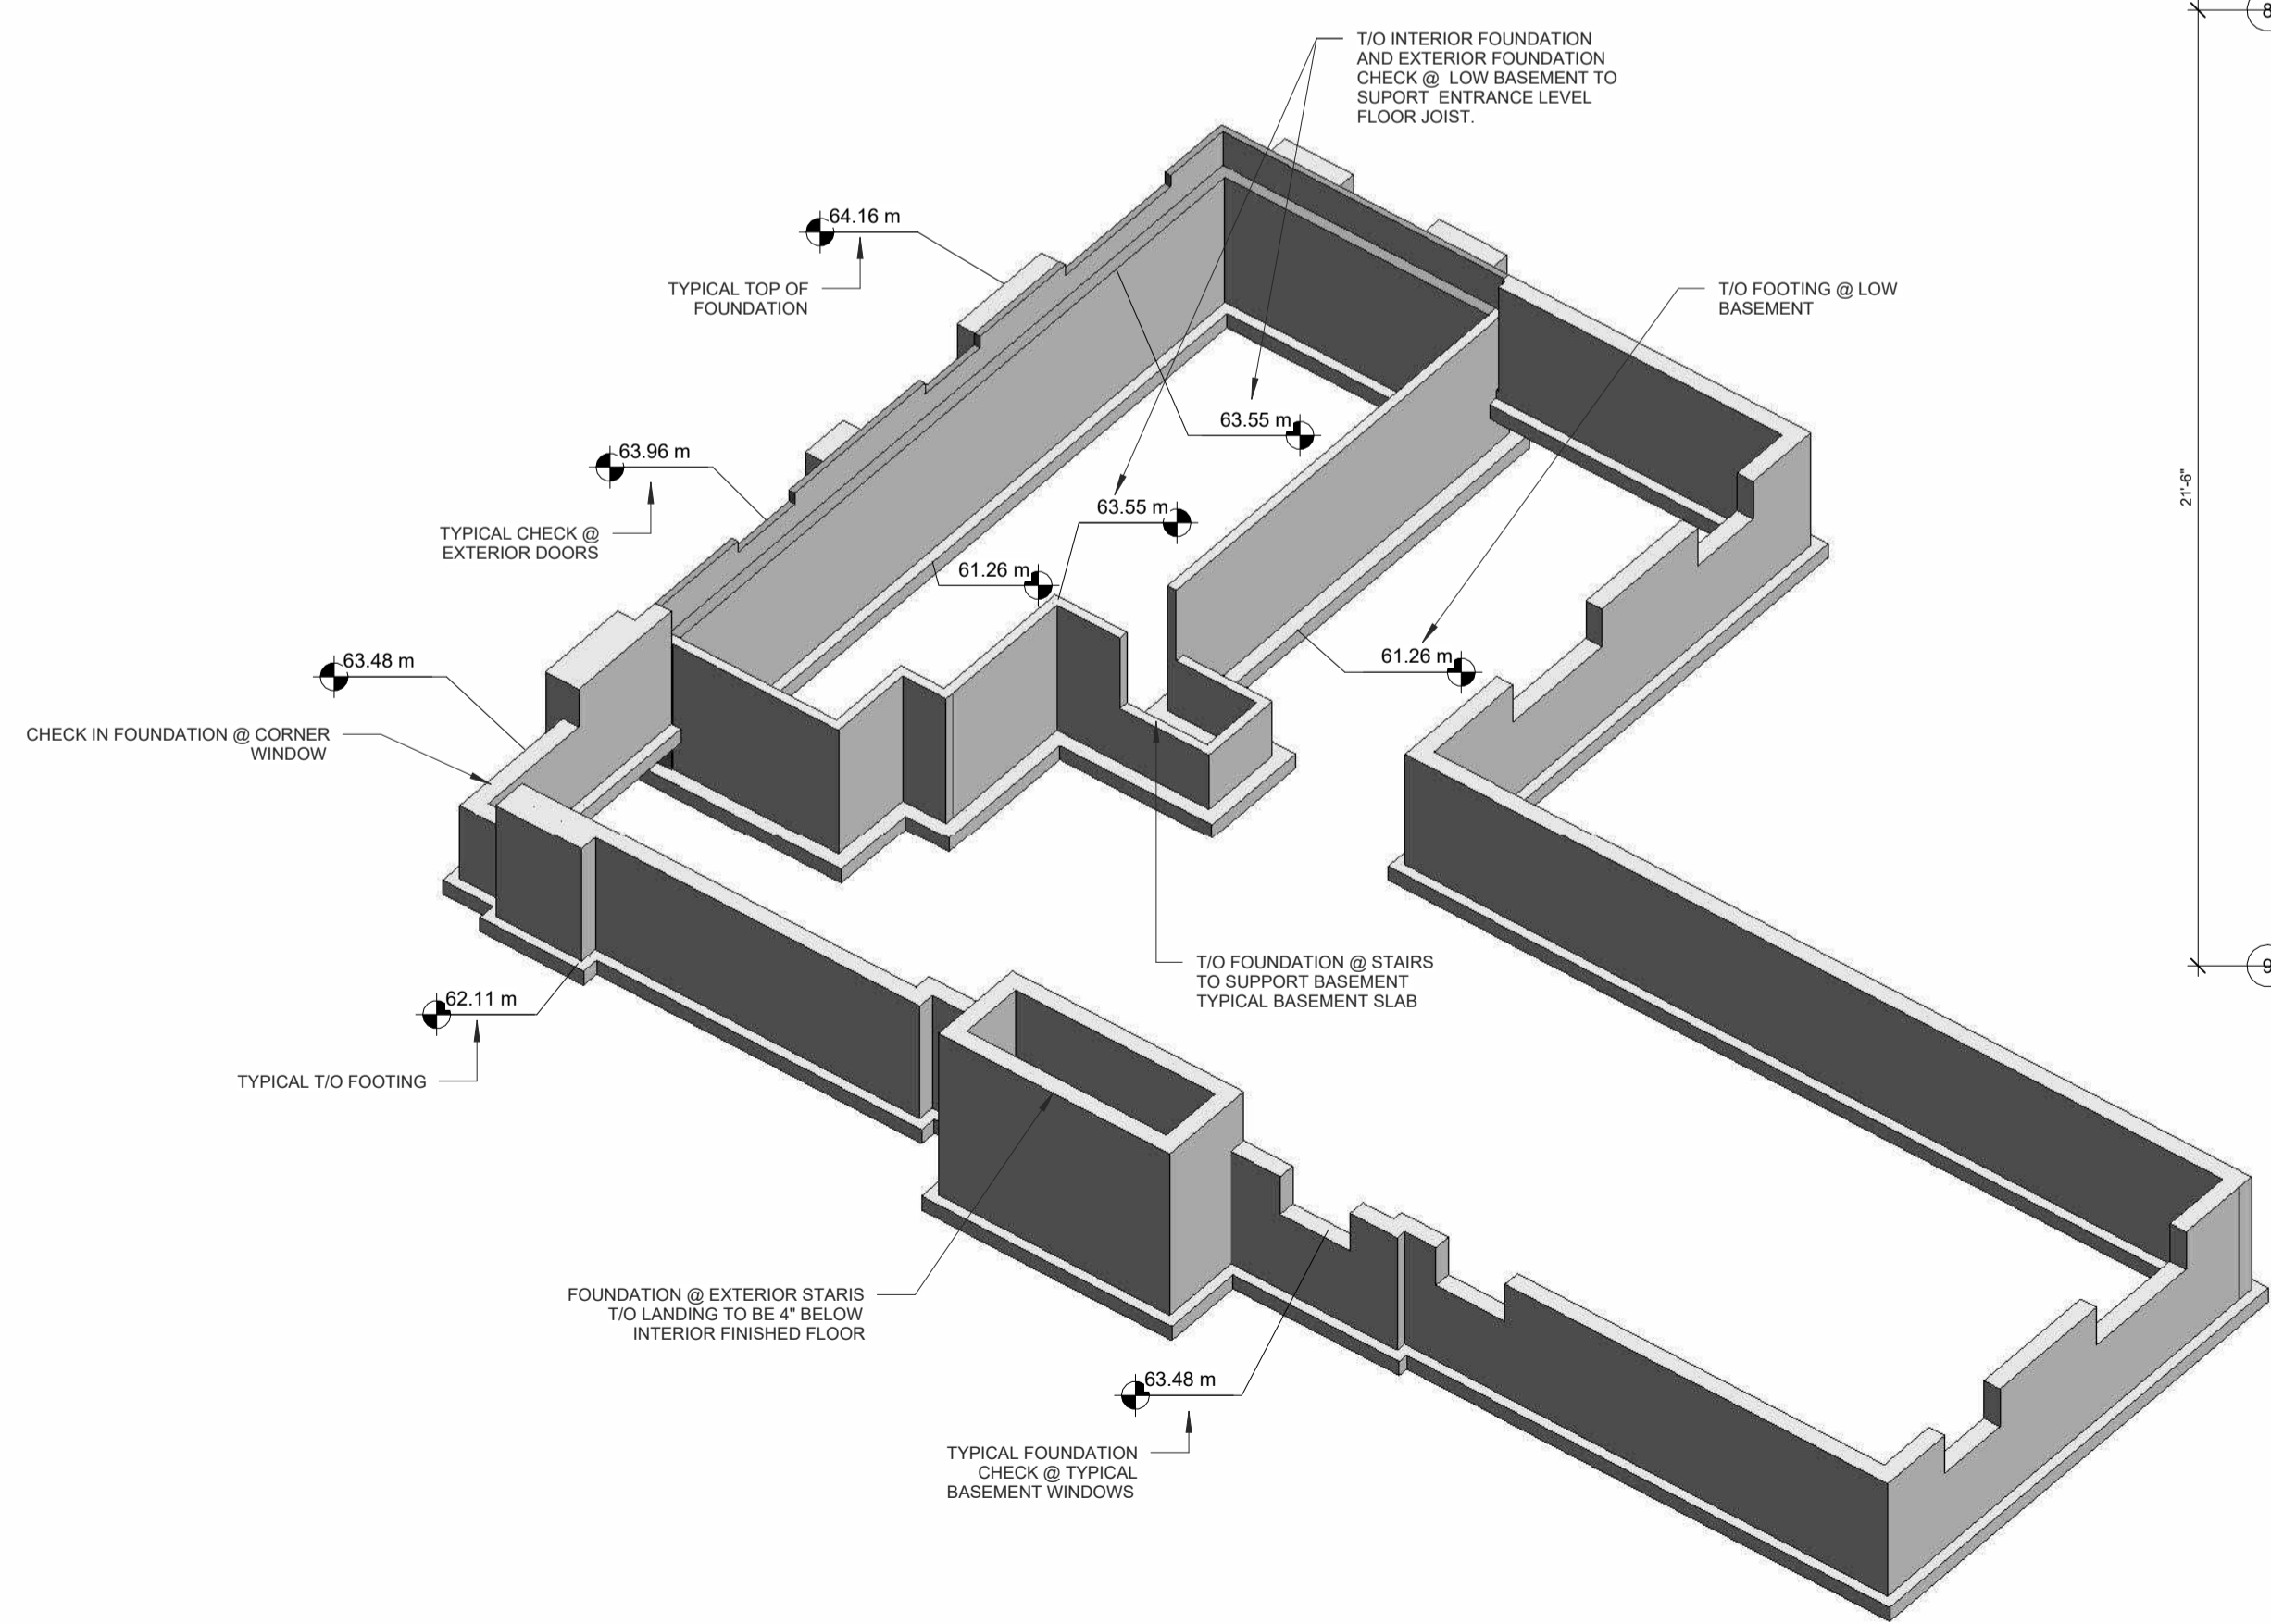 8
T/O INTERIOR FOUNDATION
AND EXTERIOR FOUNDATION
CHECK @ LOW BASEMENT TO
SUPORT ENTRANCE LEVEL
FLOOR JOIST.
64.16 m
TYPICAL TOP OF
FOUNDATION
T/O FOOTING @ LOW
BASEMENT
63.55 m
63.96 m
21'-6"
63.55 m
TYPICAL CHECK @
EXTERIOR DOORS
61.26 m
63.48 m
61.26 m
CHECK IN FOUNDATION @ CORNER
WINDOW
9
T/O FOUNDATION @ STAIRS
TO SUPPORT BASEMENT
TYPICAL BASEMENT SLAB
62.11 m
TYPICAL T/O FOOTING
FOUNDATION @ EXTERIOR STARIS
T/O LANDING TO BE 4" BELOW
INTERIOR FINISHED FLOOR
63.48 m
TYPICAL FOUNDATION
CHECK @ TYPICAL
BASEMENT WINDOWS